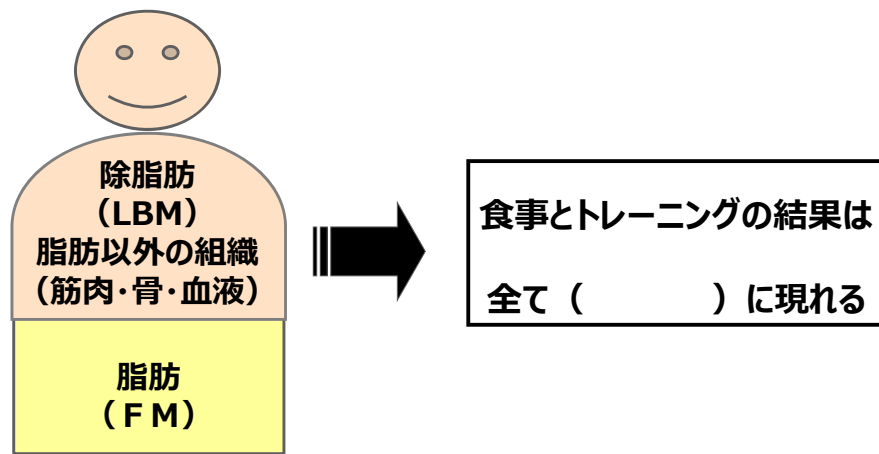 除脂肪
（LBM）
脂肪以外の組織
（筋肉・骨・血液）
脂肪
（ＦＭ）
食事とトレーニングの結果は
全て（　　　　　）に現れる